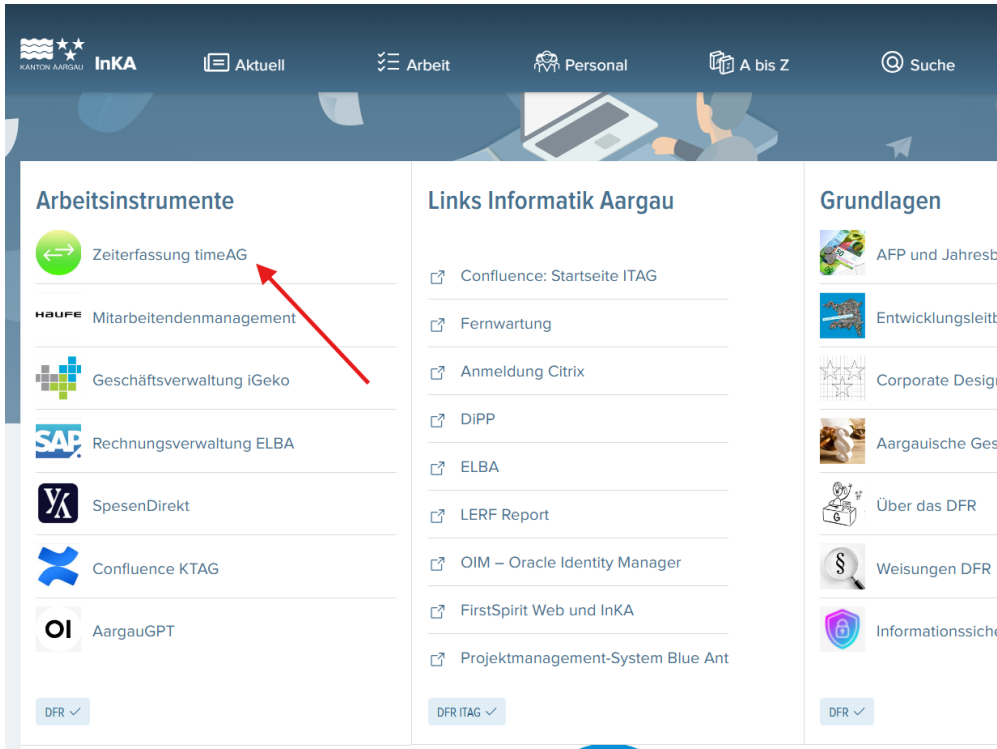 KANTON AARGAU
InKA
Aktuell
Arbeit
Personal
A bis Z
Suche
Arbeitsinstrumente
Zeiterfassung timeAG
HAUFE
Mitarbeitendenmanagement
Geschäftsverwaltung iGeko
SAP
Rechnungsverwaltung ELBA
SpesenDirekt
Confluence KTAG
OI
AargauGPT
DFR
Links Informatik Aargau
Confluence: Startseite ITAG
Fernwartung
Anmeldung Citrix
DiPP
ELBA
LERF Report
OIM – Oracle Identity Manager
FirstSpirit Web und InKA
Projektmanagement-System Blue Ant
DFR ITAG
Grundlagen
AFP und Jahresb
Entwicklungsleitb
Corporate Design
Aargauische Ges
G
Über das DFR
§
Weisungen DFR
Informationssiche
DFR